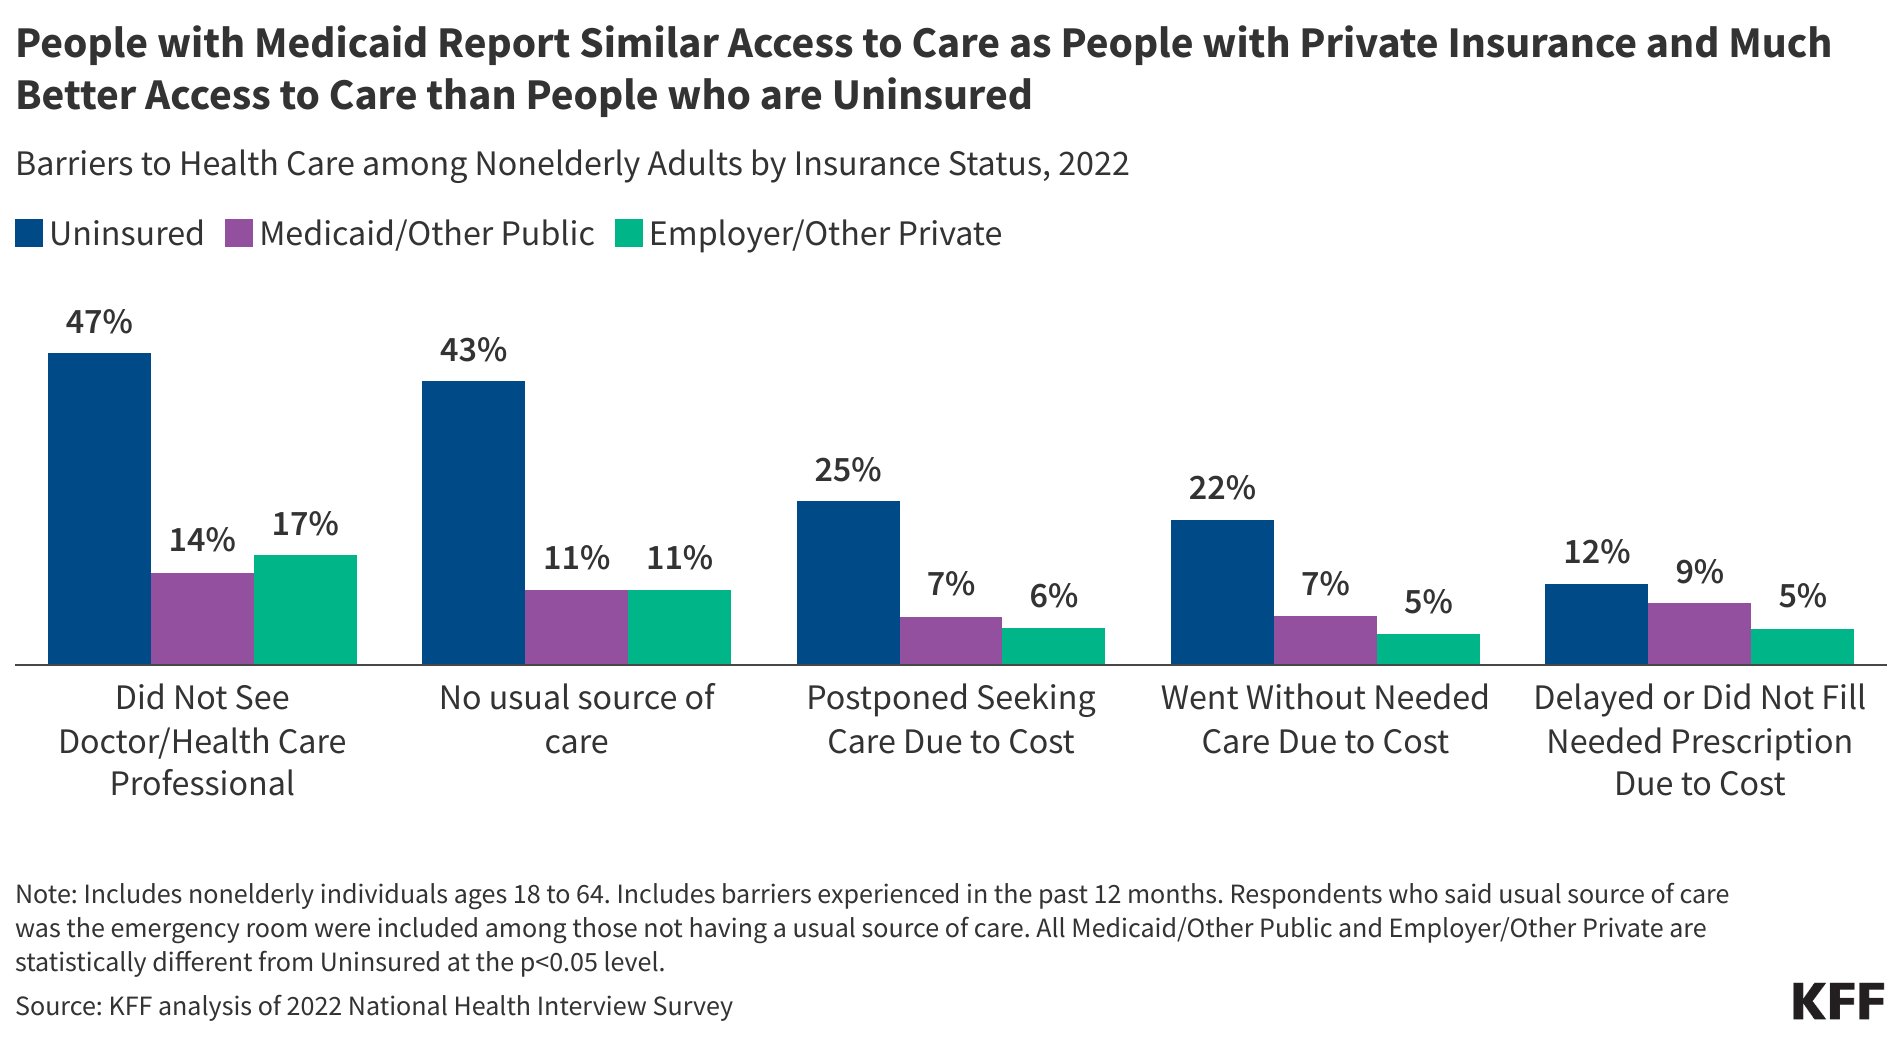 People with Medicaid Report Similar Access to Care as People with Private Insurance and Much
Better Access to Care than People who are Uninsured
Barriers to Health Care among Nonelderly Adults by Insurance Status, 2022
Uninsured Medicaid/Other Public Employer/Other Private
47%
14%
17%
43%
11%
11%
25%
7%
6%
22%
7%
5%
12%
9%
5%
Did Not See
Doctor/Health Care
Professional
No usual source of
care
Postponed Seeking
Care Due to Cost
Went Without Needed
Care Due to Cost
Delayed or Did Not Fill
Needed Prescription
Due to Cost
Note: Includes nonelderly individuals ages 18 to 64. Includes barriers experienced in the past 12 months. Respondents who said usual source of care
was the emergency room were included among those not having a usual source of care. All Medicaid/Other Public and Employer/Other Private are
statistically different from Uninsured at the p<0.05 level.
Source: KFF analysis of 2022 National Health Interview Survey
KFF